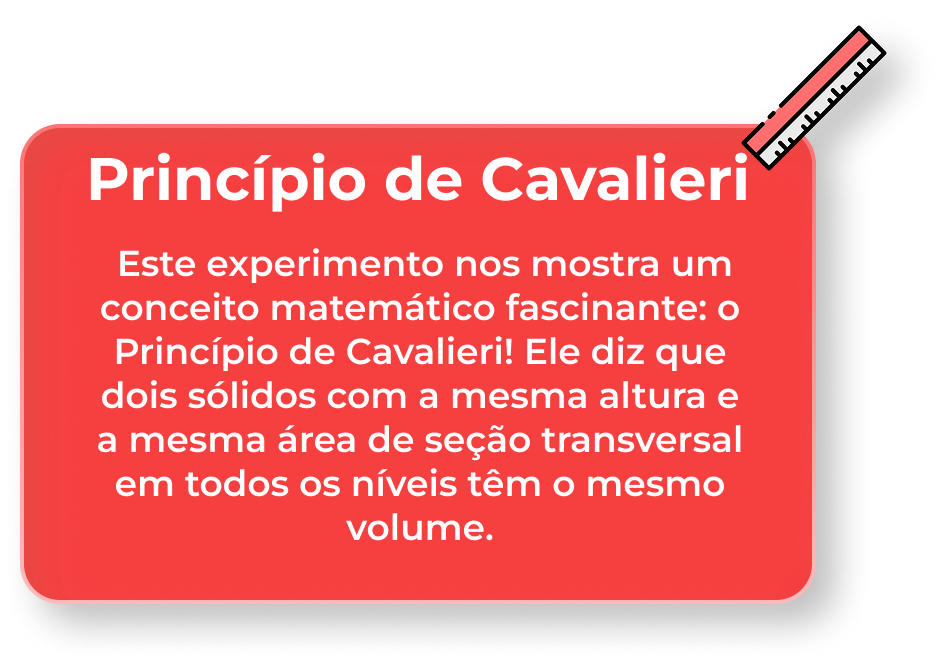 Princípio de Cavalieri
Este experimento nos mostra um
conceito matemático fascinante: o
Princípio de Cavalieri! Ele diz que
dois sólidos com a mesma altura e
a mesma área de seção transversal
em todos os níveis têm o mesmo
volume.